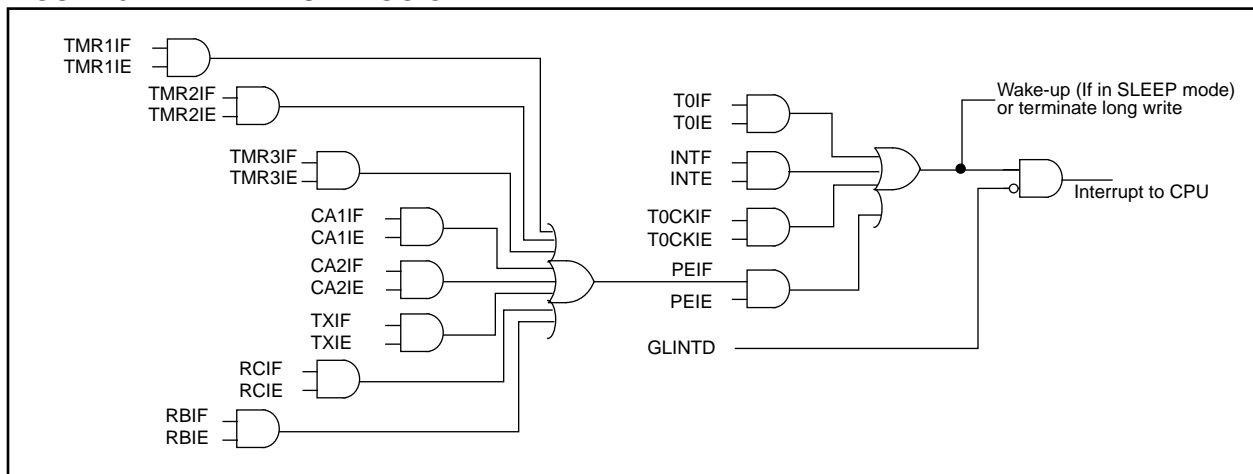 TMR1IF
TMR1IE
TMR2IF
TMR2IE
TMR3IF
TMR3IE
CA1IF
CA1IE
CA2IF
CA2IE
TXIF
TXIE
RCIF
RCIE
RBIF
RBIE
T0IF
T0IE
INTF
INTE
T0CKIF
T0CKIE
PEIF
PEIE
GLINTD
Wake-up (If in SLEEP mode)
or terminate long write
Interrupt to CPU